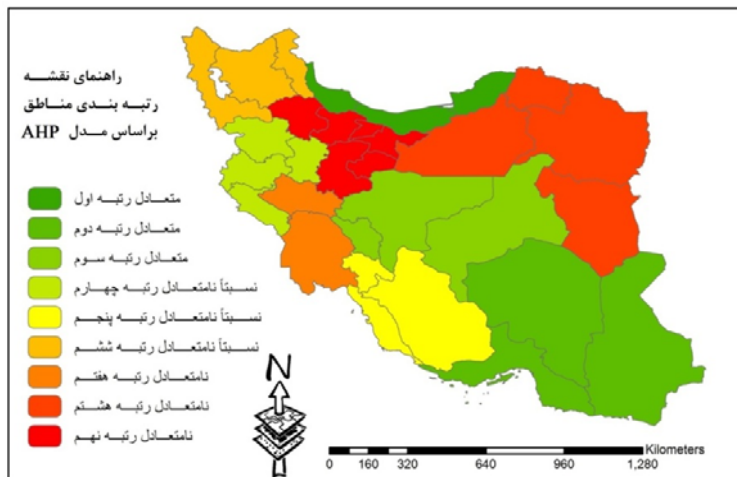 راهنمای نقشه
رتبه بندی مناطق
براساس مدل AHP
متعادل رتبه اول
متعادل رتبه دوم
متعادل رتبه سوم
نسبتاً نامتعادل رتبه چهارم
نسبتاً نامتعادل رتبه پنجم
نسبتاً نامتعادل رتبه ششم
نامتعادل رتبه هفتم
نامتعادل رتبه هشتم
نامتعادل رتبه نهم
N
Kilometers
0 160 320 640 960 1,280